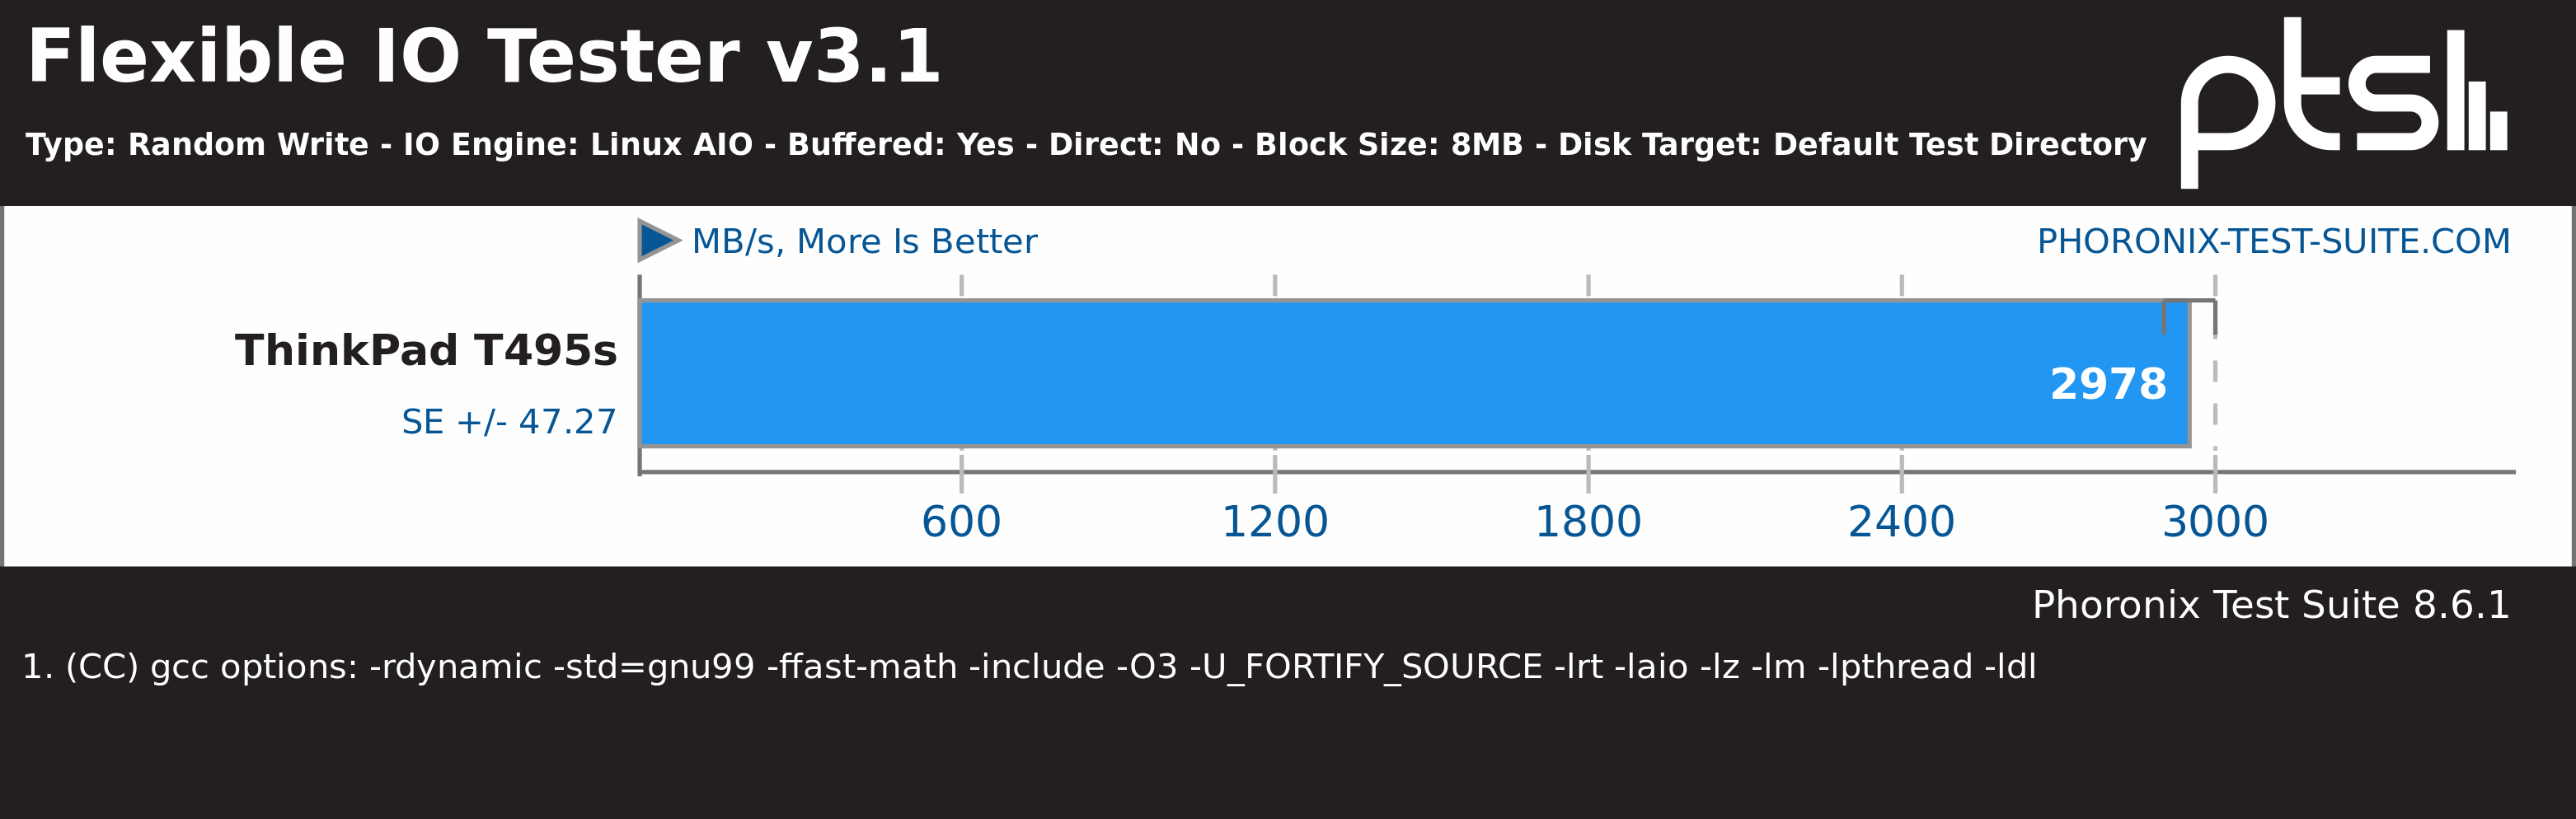 Flexible IO Tester v3.1
Type: Random Write - IO Engine: Linux AIO - Buffered: Yes - Direct: No - Block Size: 8MB - Disk Target: Default Test Directory
ptsl
MB/s, More Is Better
PHORONIX-TEST-SUITE.COM
ThinkPad T495s
SE +/- 47.27
2978
600 1200 1800 2400 3000
Phoronix Test Suite 8.6.1
1. (CC) gcc options: -rdynamic -std=gnu99 -ffast-math -include -O3 -U_FORTIFY_SOURCE -lrt -laio -lz -lm -lpthread -ldl